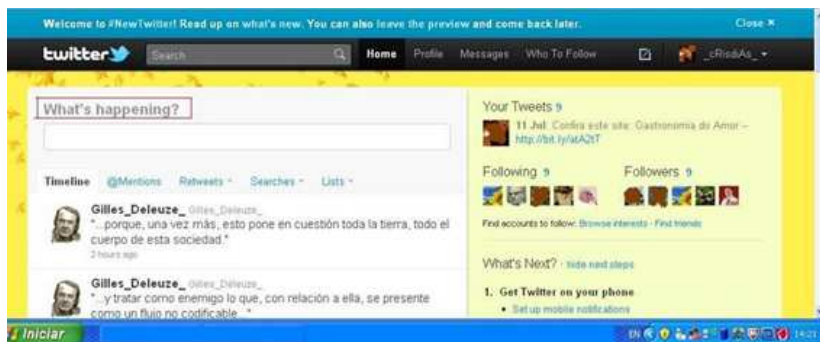 Welcome to #NewTwitter! Read up on what's new. You can also leave the preview and come back later. Close ×
twitter Search Home Profile Messages Who To Follow _cRisdiAs_
What's happening?
Timeline @Mentions Retweets Searches Lists
Gilles_Deleuze_ Gilles_Deleuze_
"...porque, una vez más, esto pone en cuestión toda la tierra, todo el
cuerpo de esta sociedad."
2 hours ago
Gilles_Deleuze_ Gilles_Deleuze_
"...y tratar como enemigo lo que, con relación a ella, se presente
como un flujo no codificable..."
Your Tweets 9
11 Jul: Confira este site: Gastronomia do Amor –
http://bit.ly/atA2tT
Following 9 Followers 9
Find accounts to follow: Browse interests · Find friends
What's Next? · hide next steps
1. Get Twitter on your phone
• Set up mobile notifications
Iniciar EN 14:21